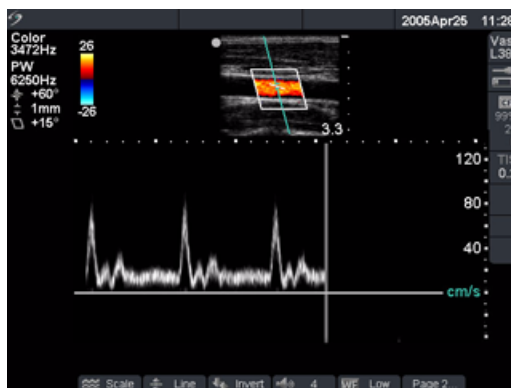 2005Apr25 11:28
Color
3472Hz
PW
6250Hz
+60°
1mm
+15°
26
-26
Vas
L38
3.3
120
80
40
cm/s
Scale
Line
Invert
4
WF Low
Page 2